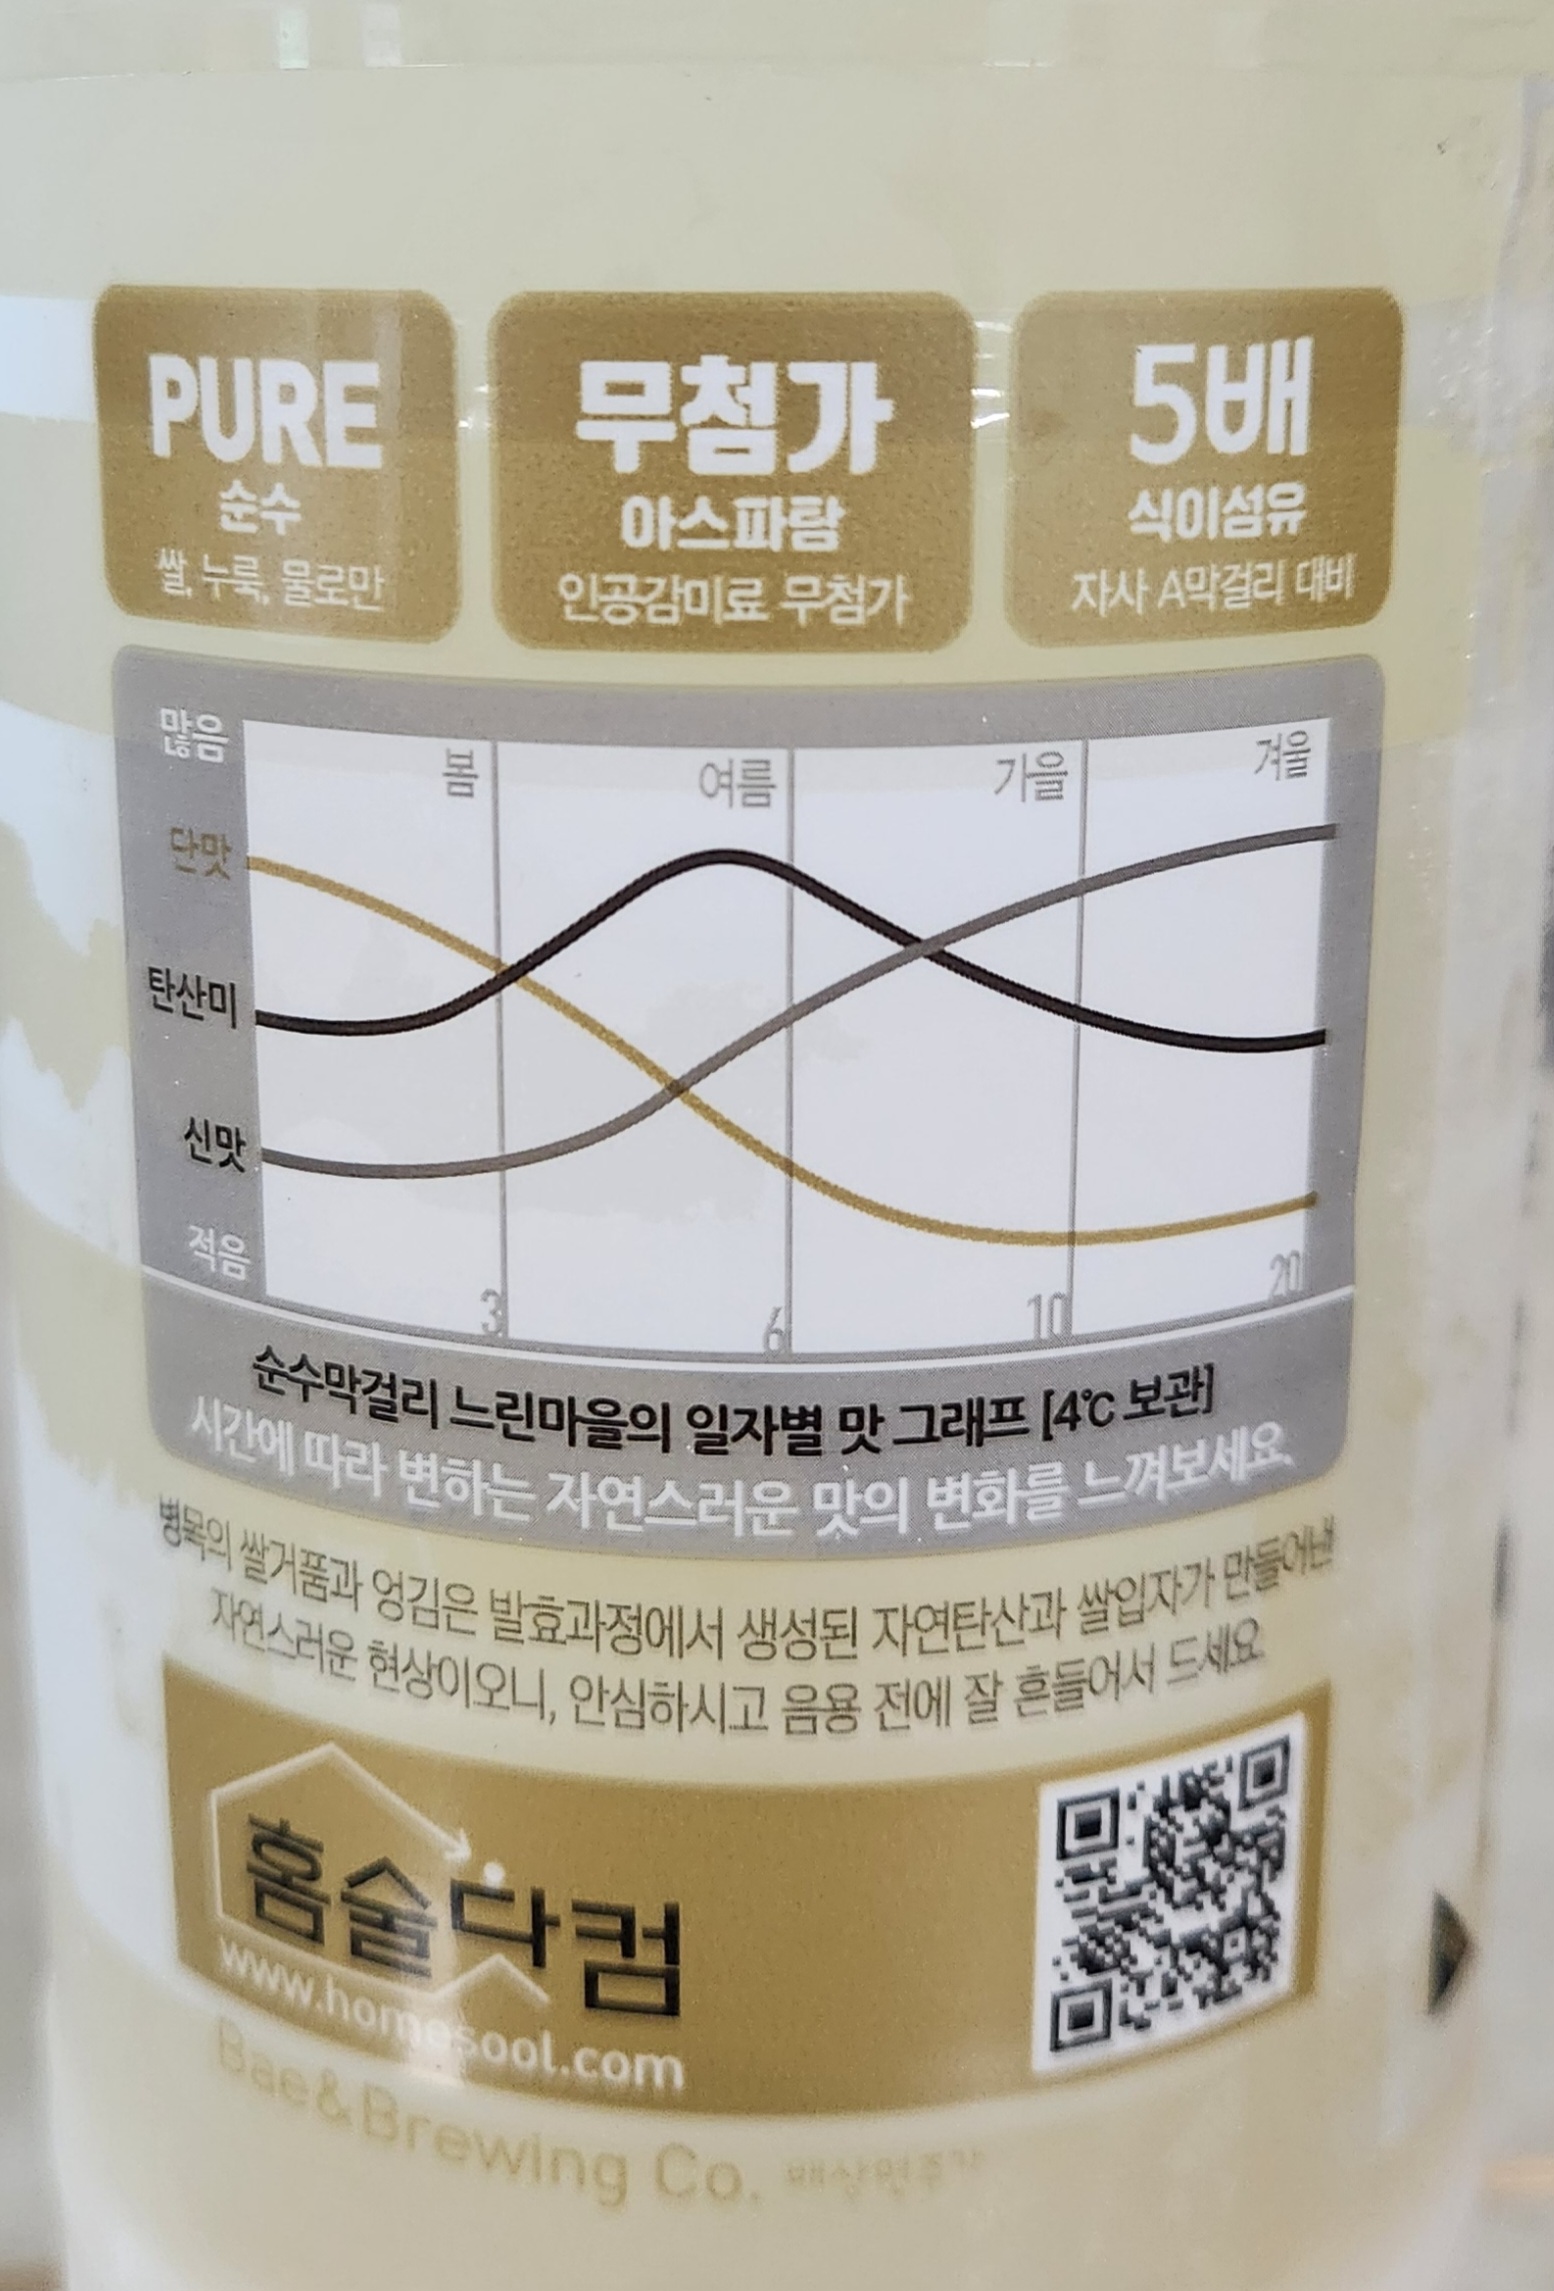 PURE
순수
쌀, 누룩, 물로만
무첨가
아스파탐
인공감미료 무첨가
5배
식이섬유
자사 A막걸리 대비
많음
단맛
탄산미
신맛
적음
봄
여름
가을
겨울
3
6
10
20
순수막걸리 느린마을의 일자별 맛 그래프 [4℃ 보관]
시간에 따라 변하는 자연스러운 맛의 변화를 느껴보세요.
병목의 쌀거품과 엉김은 발효과정에서 생성된 자연탄산과 쌀입자가 만들어낸
자연스러운 현상이오니, 안심하시고 음용 전에 잘 흔들어서 드세요.
홈술닷컴
www.homesool.com
Bae&Brewing Co. 배상면주가